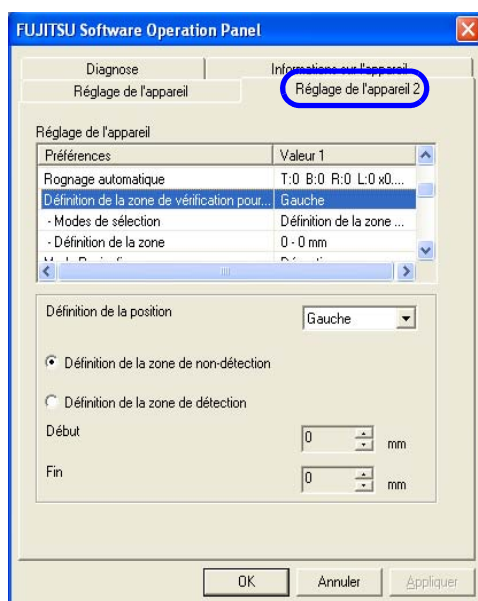 FUJITSU Software Operation Panel
Diagnose Informations sur l'appareil
Réglage de l'appareil Réglage de l'appareil 2
Réglage de l'appareil
Préférences Valeur 1
Rognage automatique T:0 B:0 R:0 L:0 x0....
Définition de la zone de vérification pour... Gauche
- Modes de sélection Définition de la zone ...
- Définition de la zone 0 - 0 mm
Définition de la position Gauche
Définition de la zone de non-détection
Définition de la zone de détection
Début 0 mm
Fin 0 mm
OK Annuler Appliquer